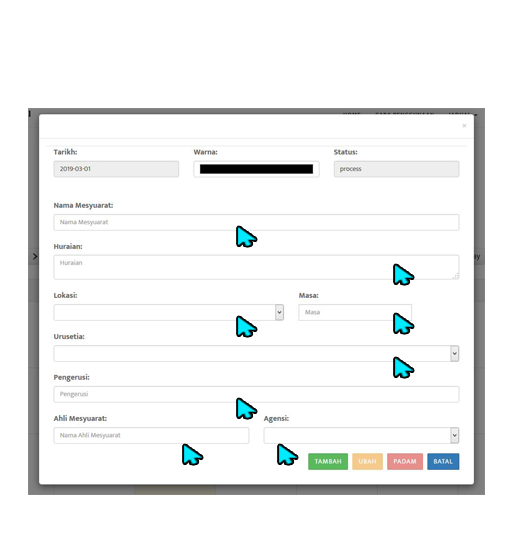 ×
Tarikh: Warna: Status:
2019-03-01 process
Nama Mesyuarat:
Nama Mesyuarat
Huraian:
Huraian
Lokasi: Masa:
Masa
Urusetia:
Pengerusi:
Pengerusi
Ahli Mesyuarat: Agensi:
Nama Ahli Mesyuarat
TAMBAH UBAH PADAM BATAL